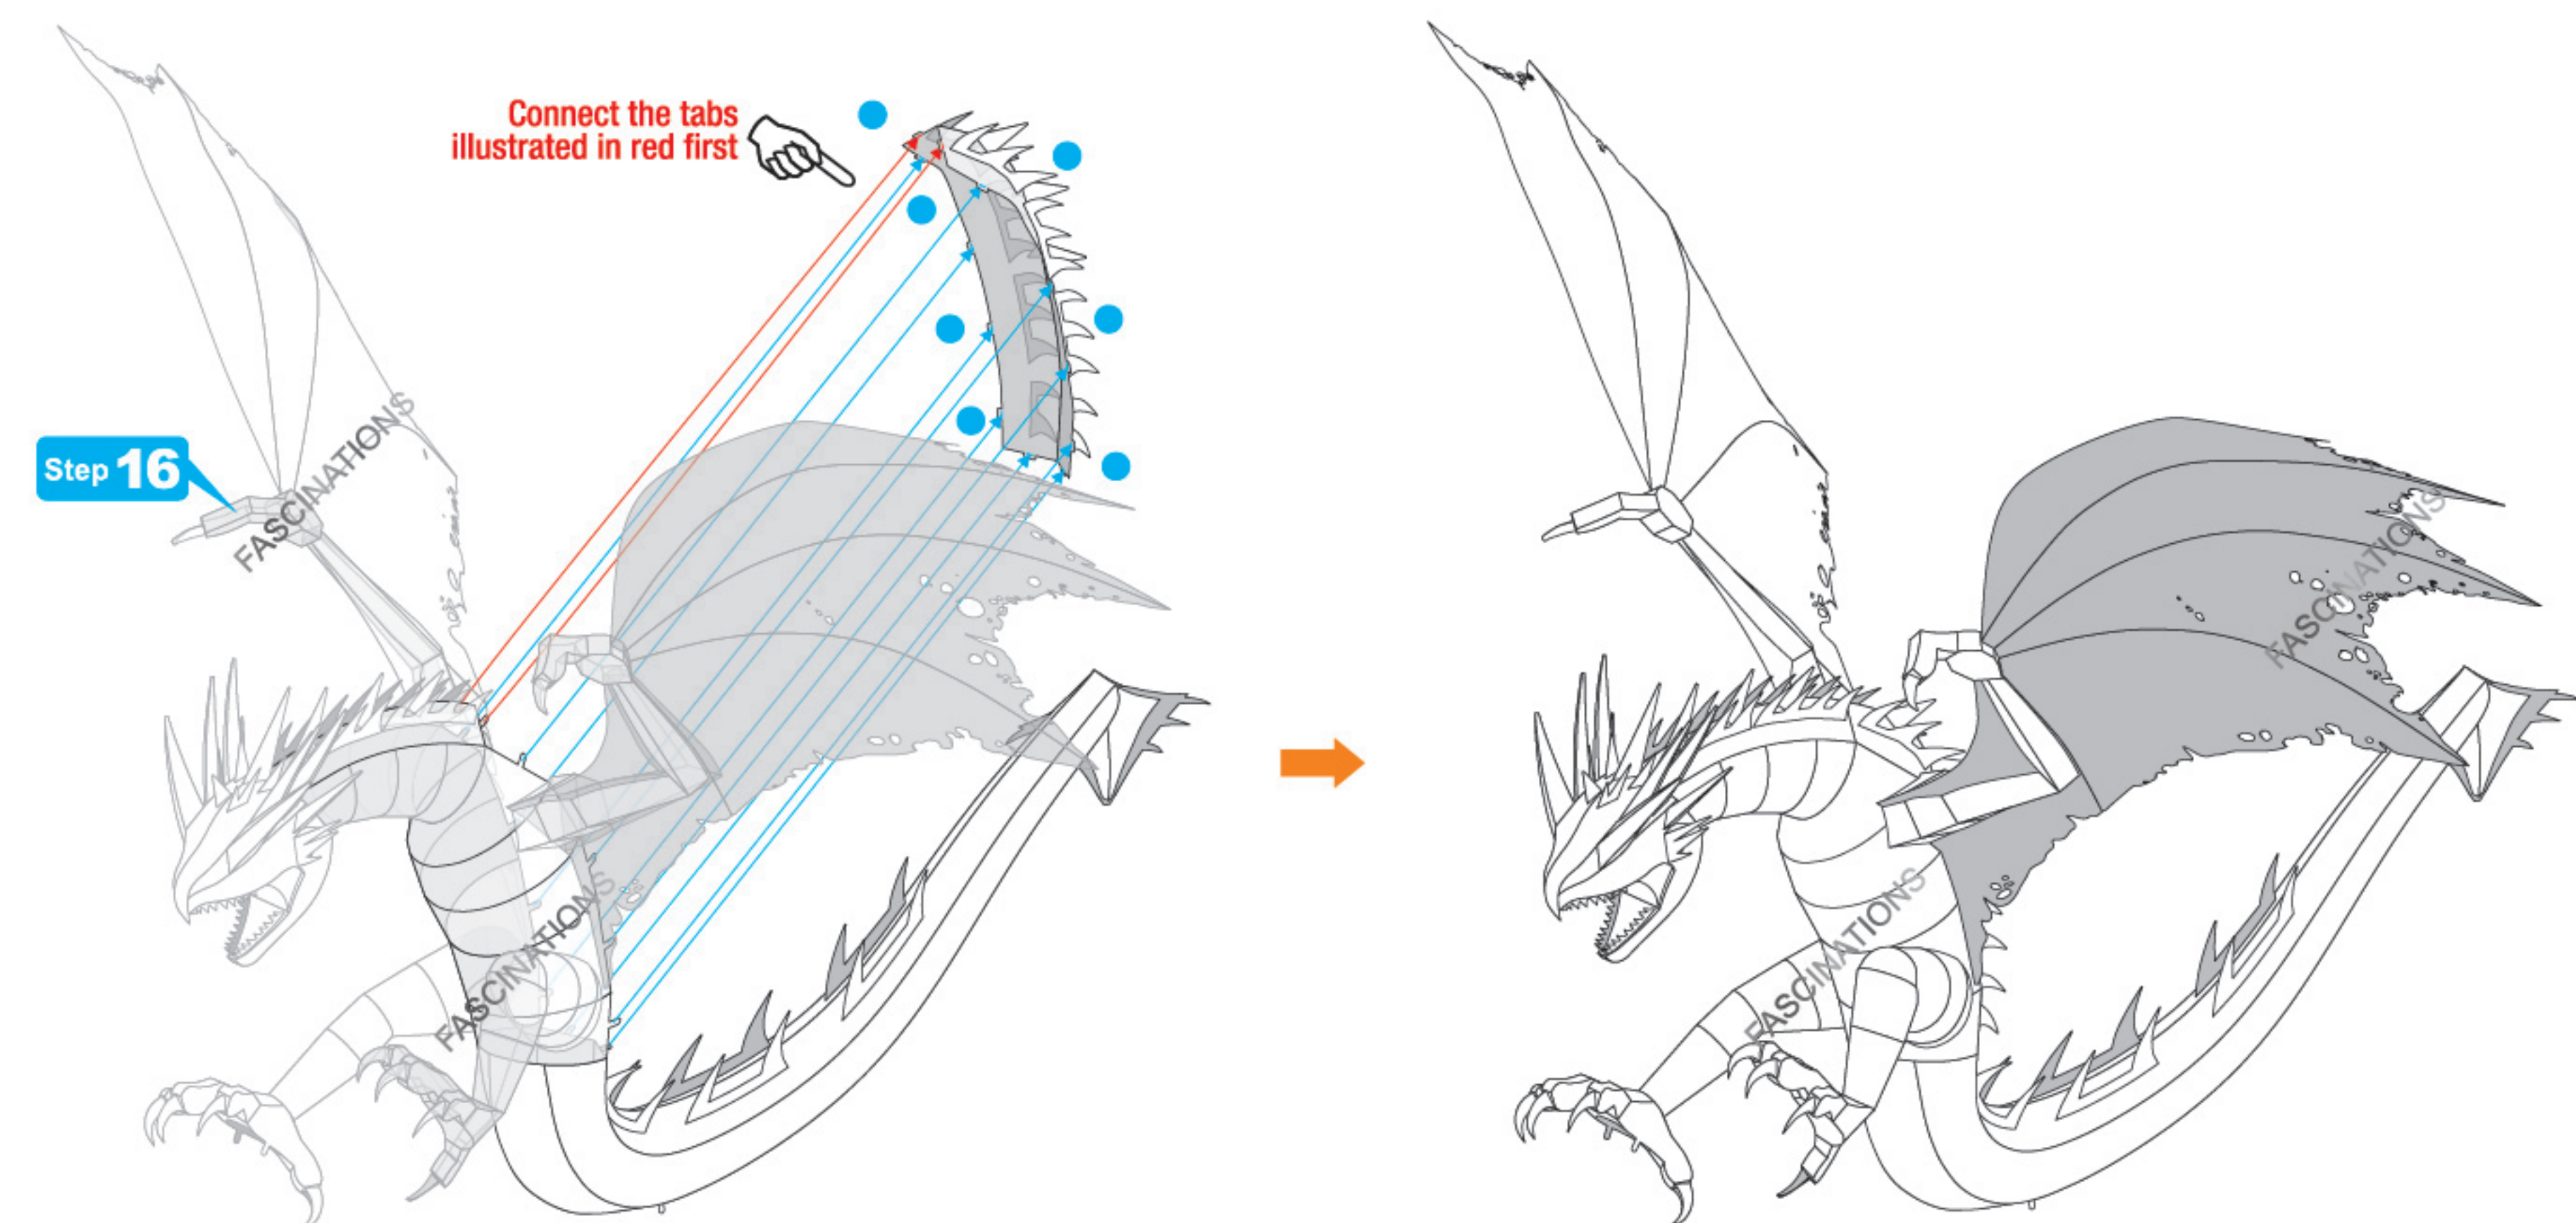 Connect the tabs
illustrated in red first
Step 16
FASCINATIONS
FASCINATIONS
FASCINATIONS
FASCINATIONS